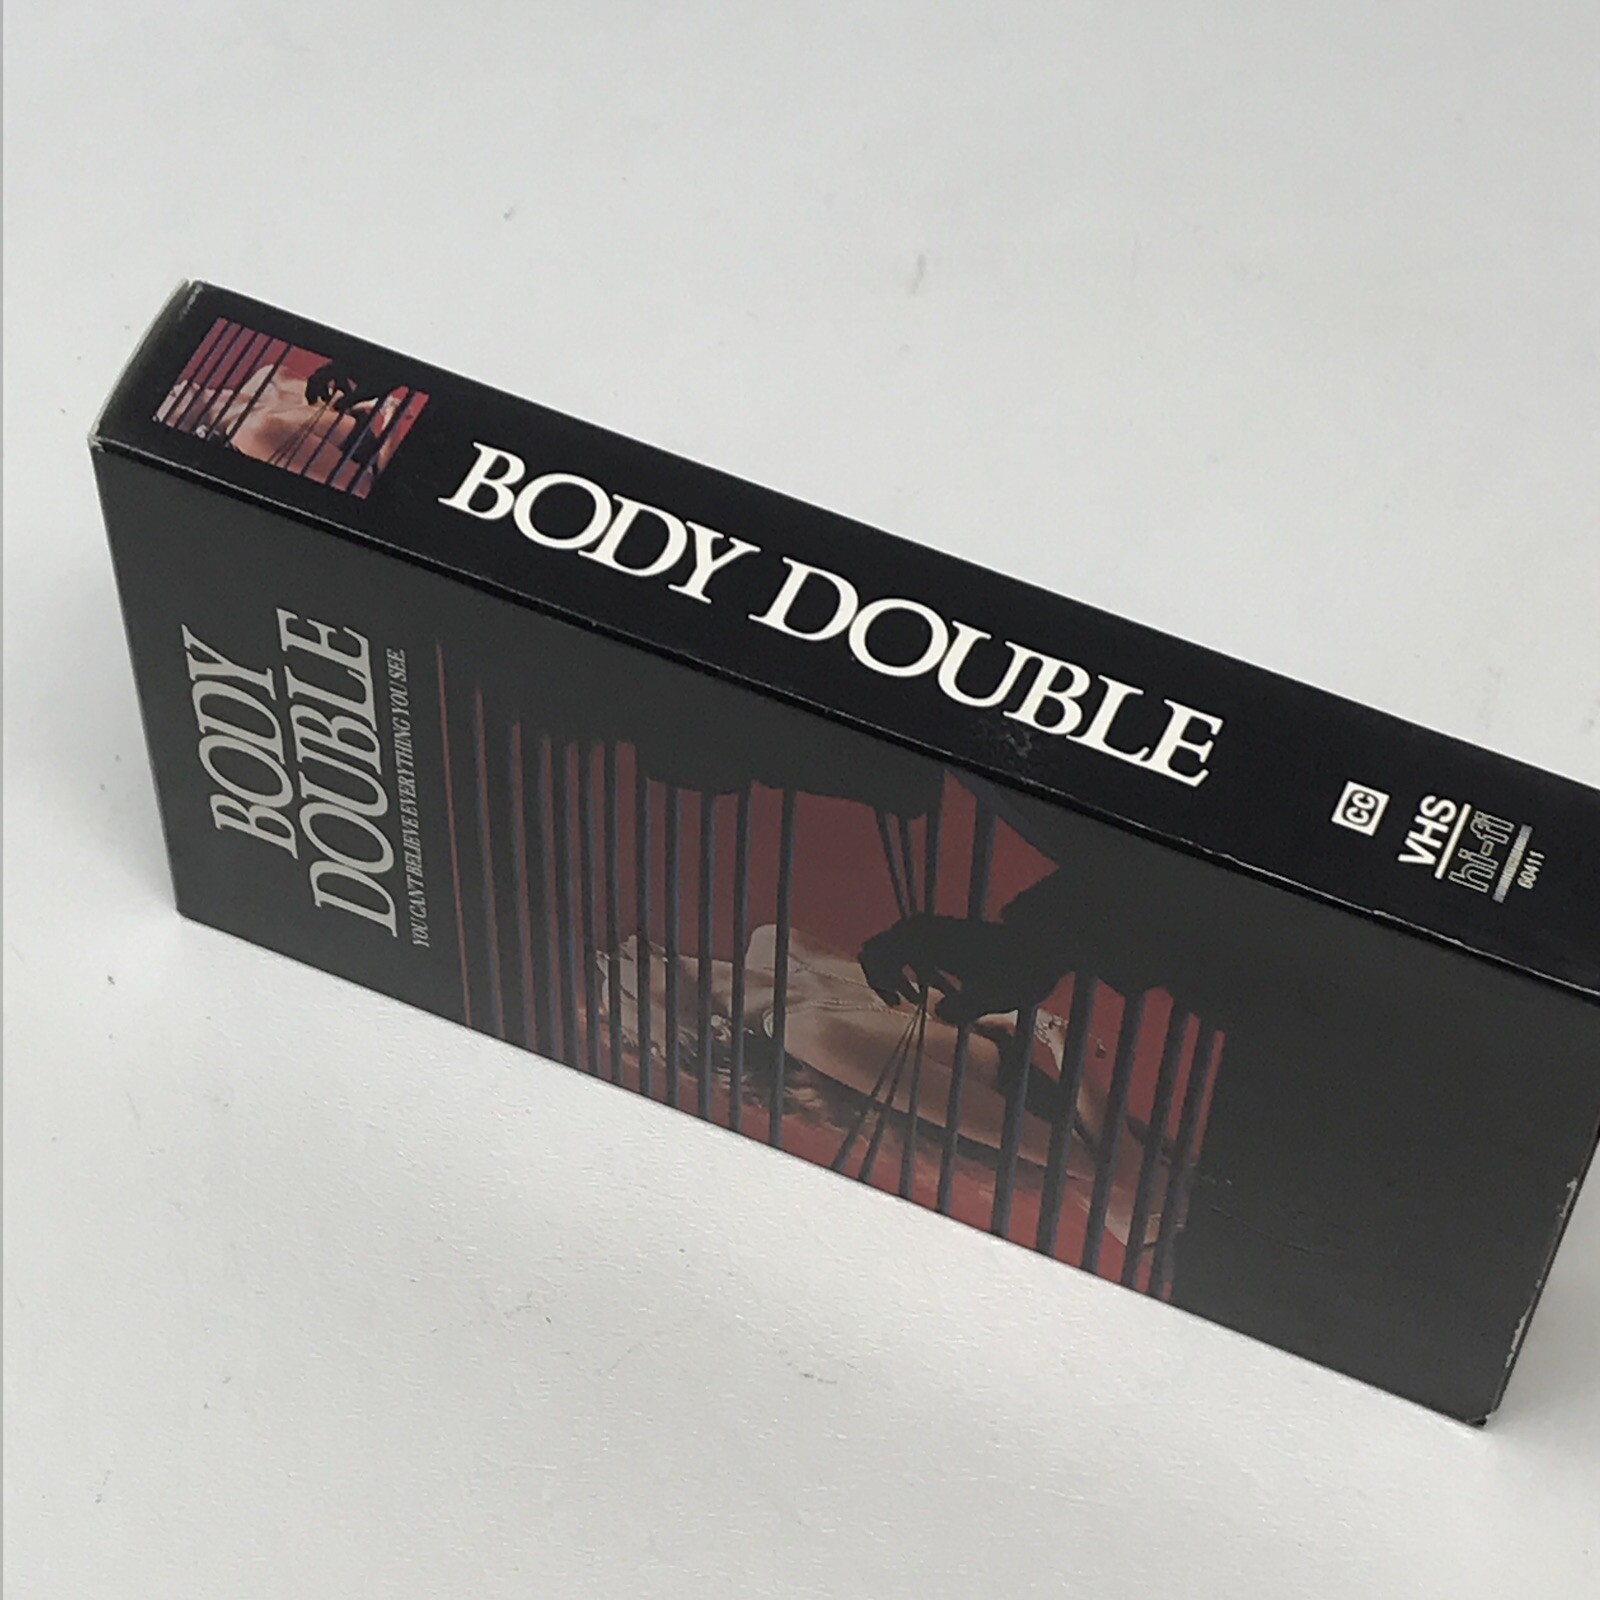 BODY DOUBLE
CC
VHS
hi-fi
60411
BODY
DOUBLE
YOU CAN'T BELIEVE EVERYTHING YOU SEE.